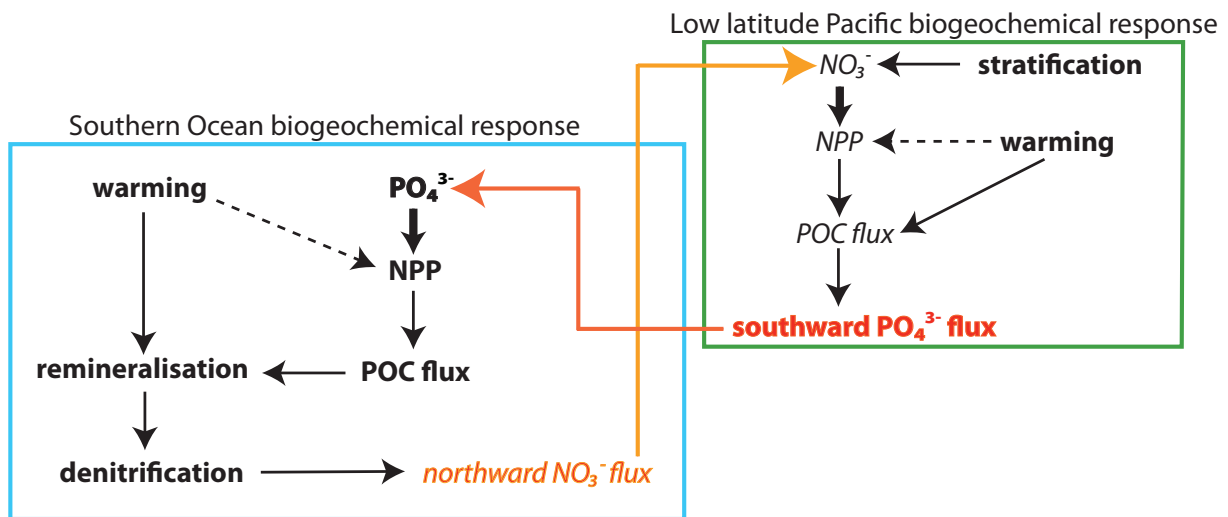 Low latitude Pacific biogeochemical response
NO₃⁻
stratification
NPP
warming
POC flux
southward PO₄³⁻ flux
Southern Ocean biogeochemical response
warming
PO₄³⁻
NPP
remineralisation
POC flux
denitrification
northward NO₃⁻ flux